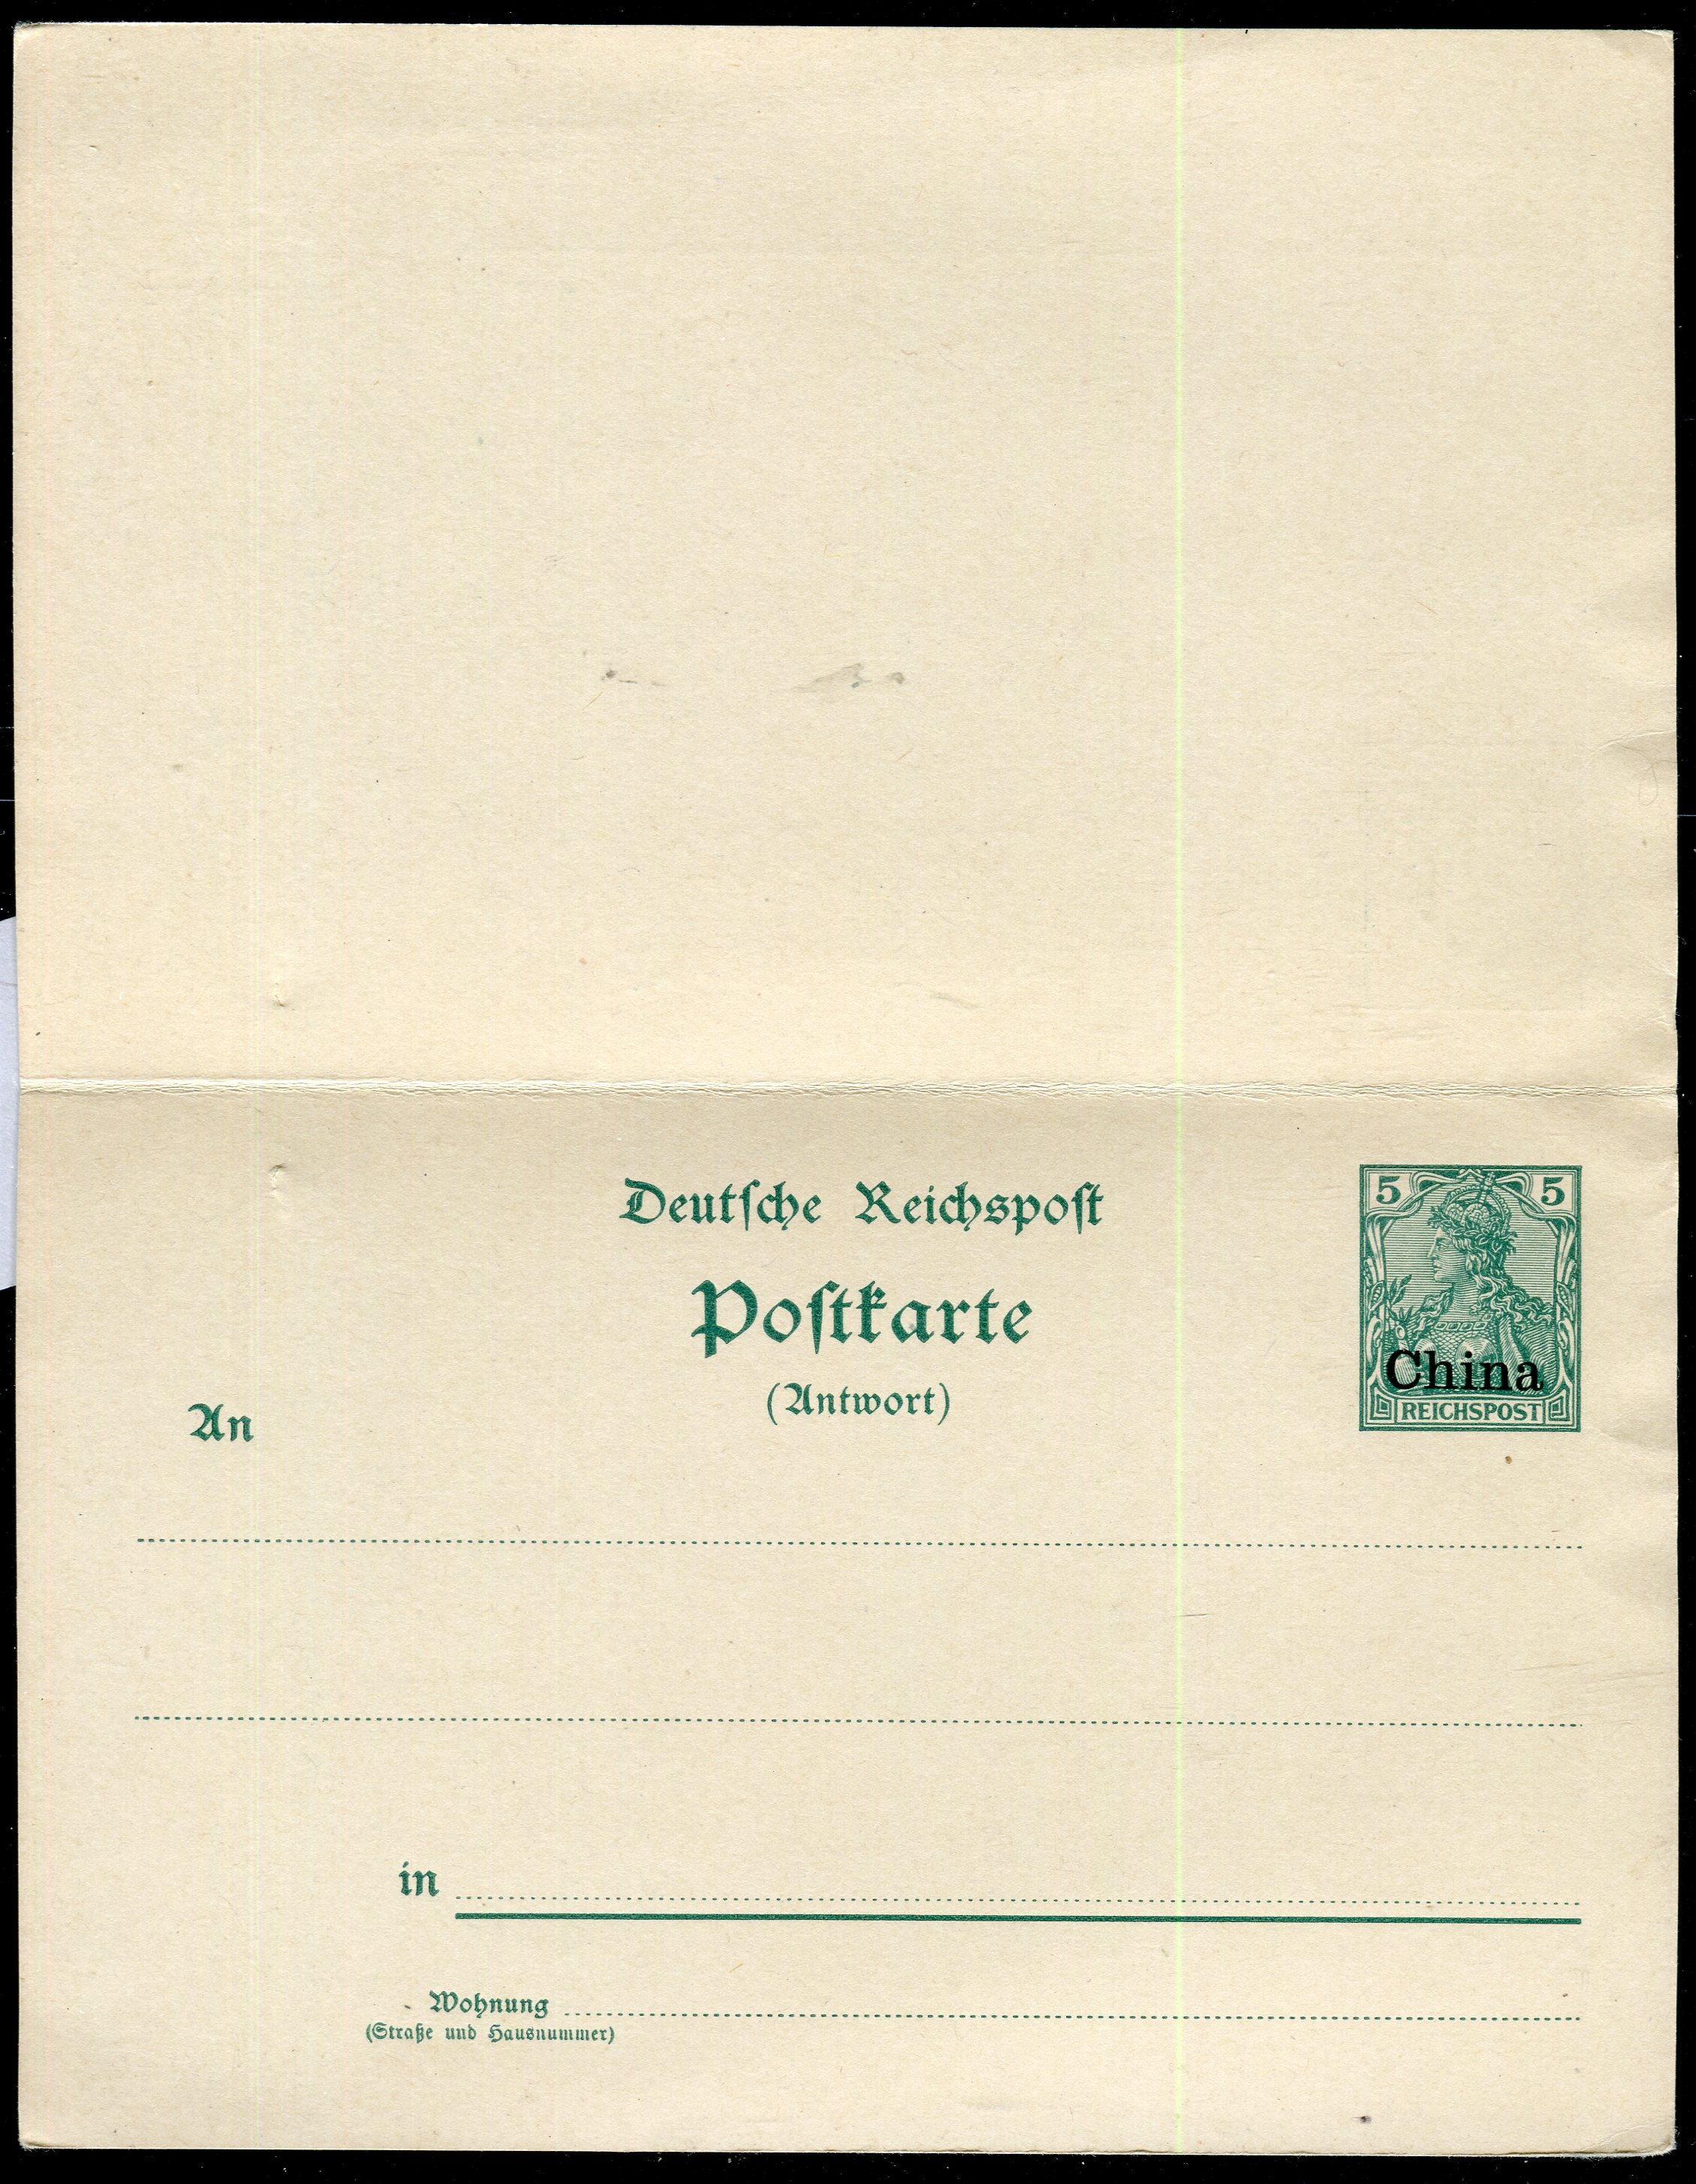 Deutſche Reichspoſt
Poſtkarte
(Antwort)
5 5
China
REICHSPOST
An
in
Wohnung
(Straße und Hausnummer)